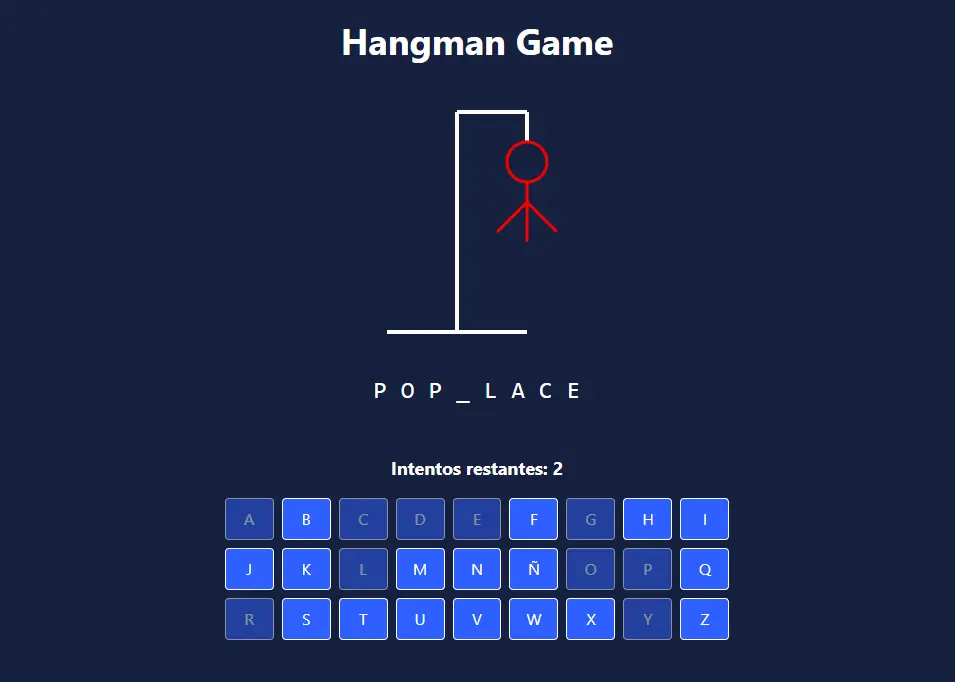 Hangman Game
P O P _ L A C E
Intentos restantes: 2
A B C D E F G H I
J K L M N Ñ O P Q
R S T U V W X Y Z